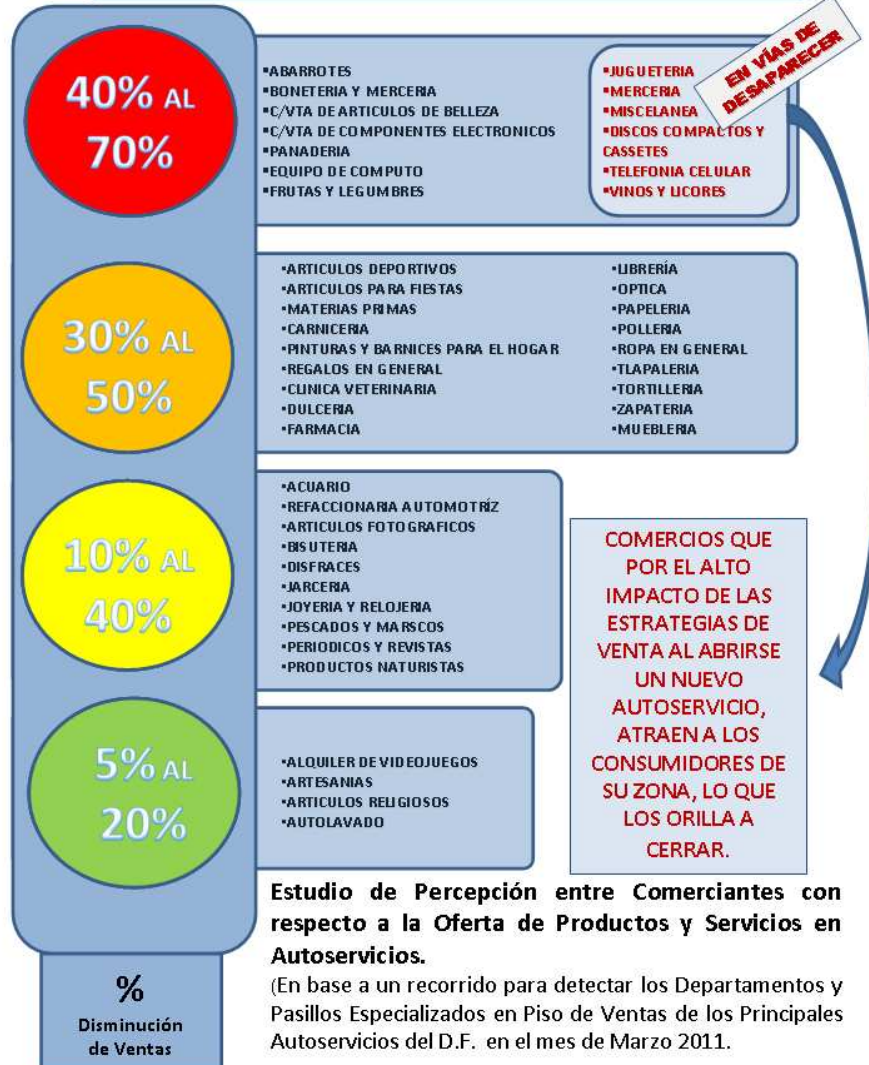 40% AL
70%
▪ABARROTES
▪BONETERIA Y MERCERIA
▪C/VTA DE ARTICULOS DE BELLEZA
▪C/VTA DE COMPONENTES ELECTRONICOS
▪PANADERIA
▪EQUIPO DE COMPUTO
▪FRUTAS Y LEGUMBRES
▪JUGUETERIA
▪MERCERIA
▪MISCELANEA
▪DISCOS COMPACTOS Y
CASSETES
▪TELEFONIA CELULAR
▪VINOS Y LICORES
EN VÍAS DE
DESAPARECER
30% AL
50%
▪ARTICULOS DEPORTIVOS
▪ARTICULOS PARA FIESTAS
▪MATERIAS PRIMAS
▪CARNICERIA
▪PINTURAS Y BARNICES PARA EL HOGAR
▪REGALOS EN GENERAL
▪CLINICA VETERINARIA
▪DULCERIA
▪FARMACIA
▪LIBRERÍA
▪OPTICA
▪PAPELERIA
▪POLLERIA
▪ROPA EN GENERAL
▪TLAPALERIA
▪TORTILLERIA
▪ZAPATERIA
▪MUEBLERIA
10% AL
40%
▪ACUARIO
▪REFACCIONARIA AUTOMOTRÍZ
▪ARTICULOS FOTOGRAFICOS
▪BISUTERIA
▪DISFRACES
▪JARCERIA
▪JOYERIA Y RELOJERIA
▪PESCADOS Y MARSCOS
▪PERIODICOS Y REVISTAS
▪PRODUCTOS NATURISTAS
5% AL
20%
▪ALQUILER DE VIDEOJUEGOS
▪ARTESANIAS
▪ARTICULOS RELIGIOSOS
▪AUTOLAVADO
COMERCIOS QUE
POR EL ALTO
IMPACTO DE LAS
ESTRATEGIAS DE
VENTA AL ABRIRSE
UN NUEVO
AUTOSERVICIO,
ATRAEN A LOS
CONSUMIDORES DE
SU ZONA, LO QUE
LOS ORILLA A
CERRAR.
%
Disminución
de Ventas
Estudio de Percepción entre Comerciantes con
respecto a la Oferta de Productos y Servicios en
Autoservicios.
(En base a un recorrido para detectar los Departamentos y
Pasillos Especializados en Piso de Ventas de los Principales
Autoservicios del D.F. en el mes de Marzo 2011.